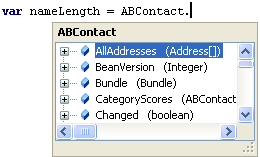 var nameLength = ABContact.
ABContact
AllAddresses (Address[])
BeanVersion (Integer)
Bundle (Bundle)
CategoryScores (ABContact
Changed (boolean)